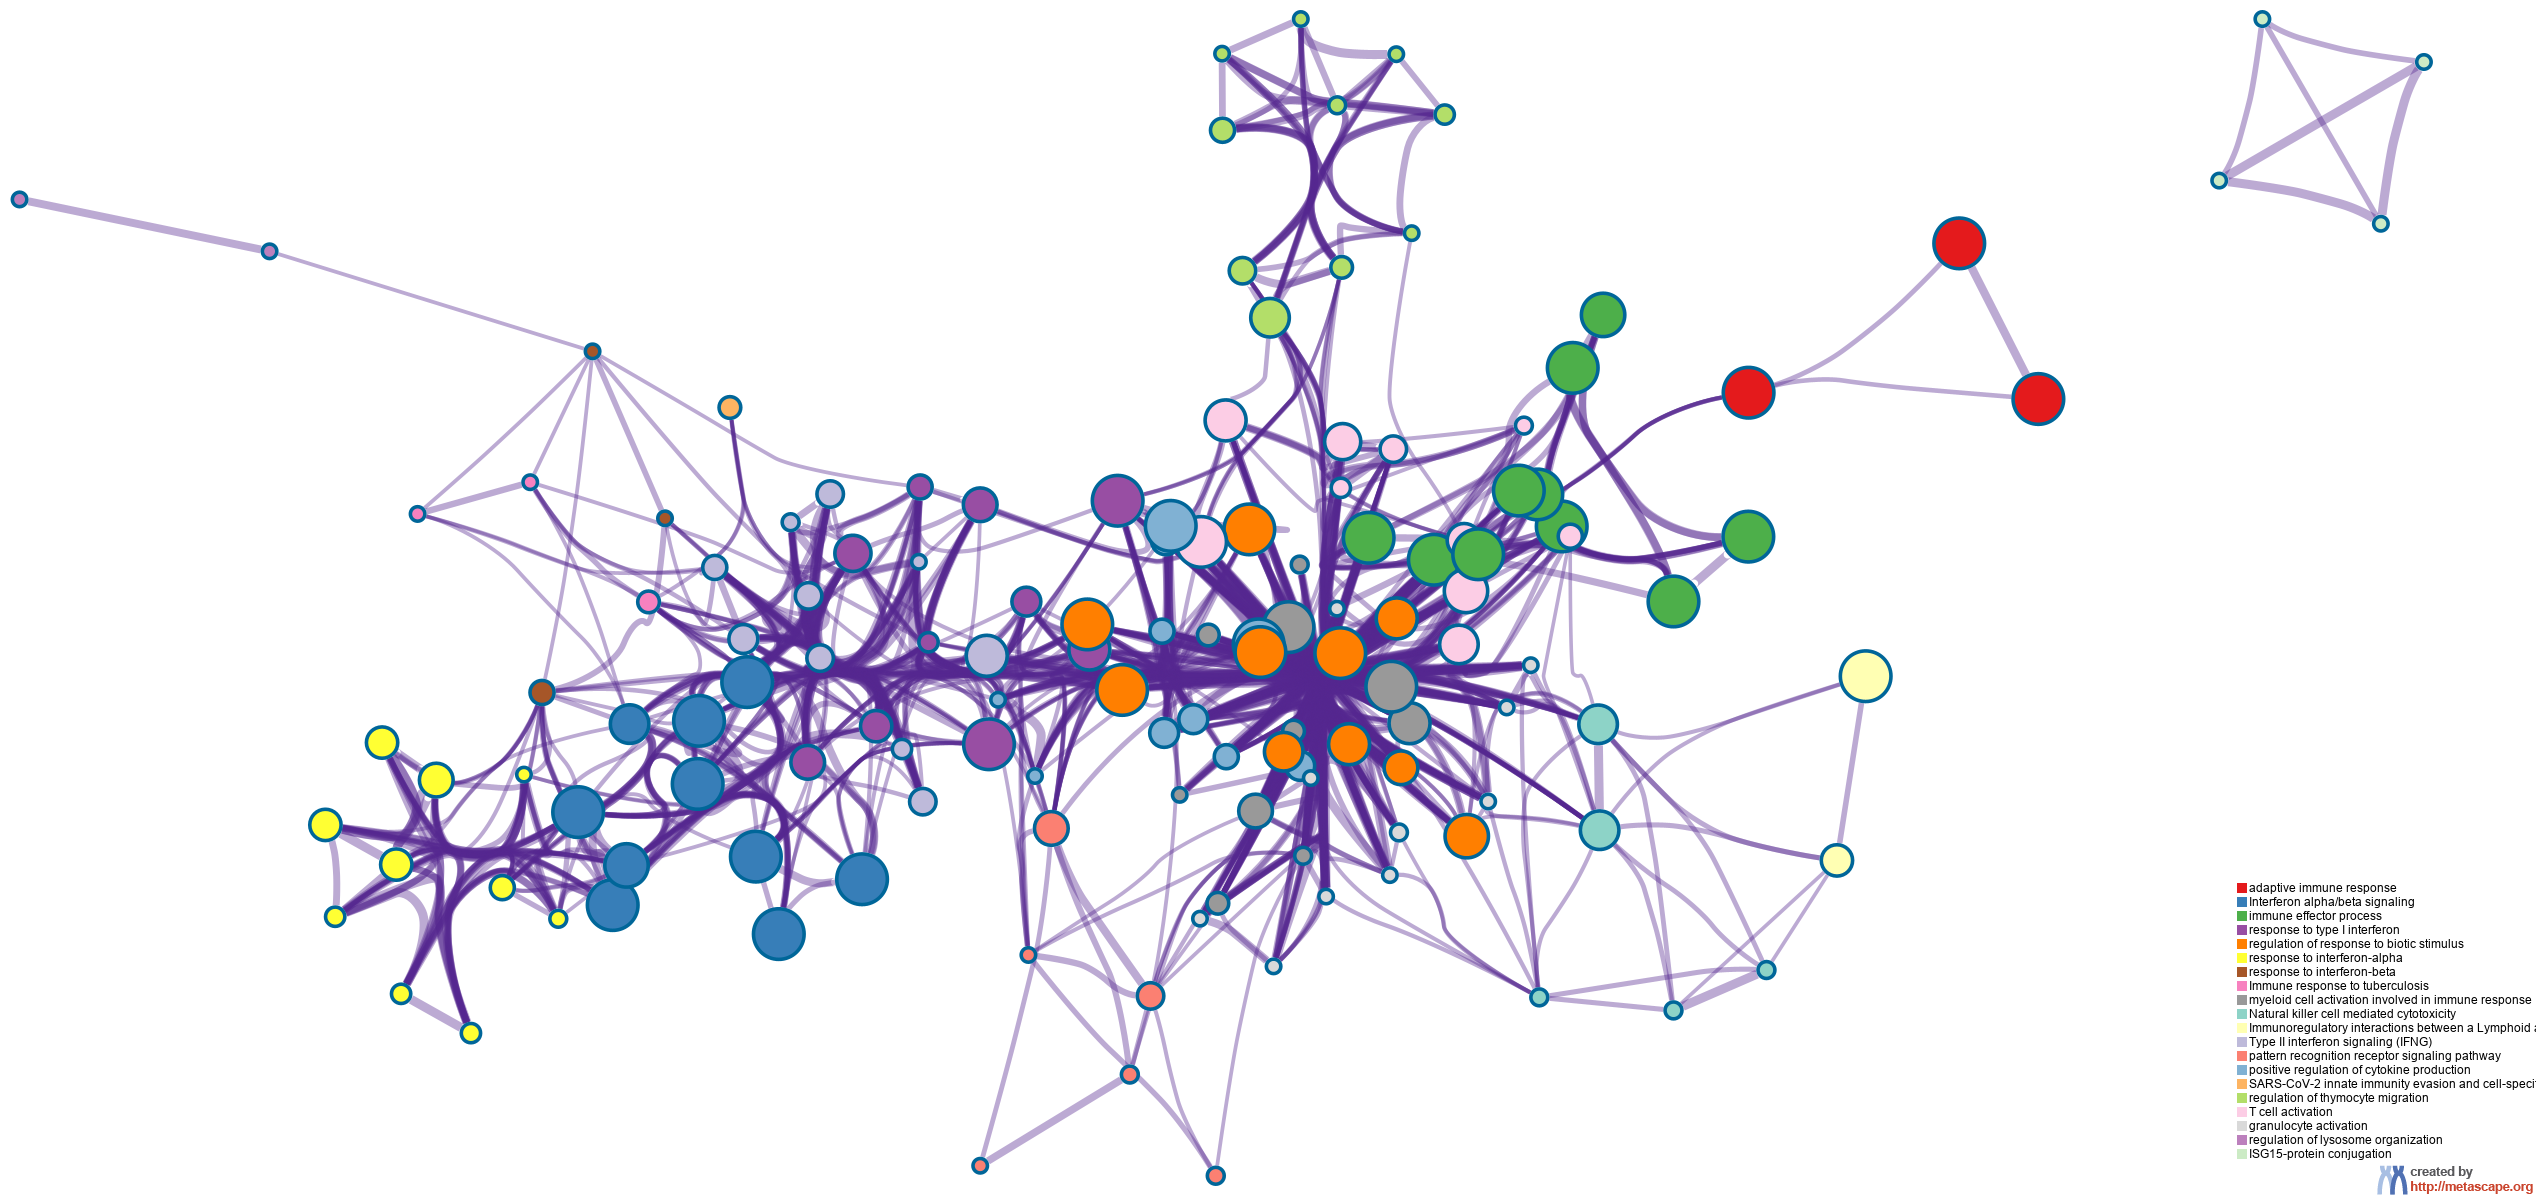 adaptive immune response
Interferon alpha/beta signaling
immune effector process
response to type I interferon
regulation of response to biotic stimulus
response to interferon-alpha
response to interferon-beta
Immune response to tuberculosis
myeloid cell activation involved in immune response
Natural killer cell mediated cytotoxicity
Immunoregulatory interactions between a Lymphoid
Type II interferon signaling (IFNG)
pattern recognition receptor signaling pathway
positive regulation of cytokine production
SARS-CoV-2 innate immunity evasion and
regulation of thymocyte migration
T cell activation
granulocyte activation
regulation of lysosome organization
ISG15-protein conjugation
created by
http://metascape.org